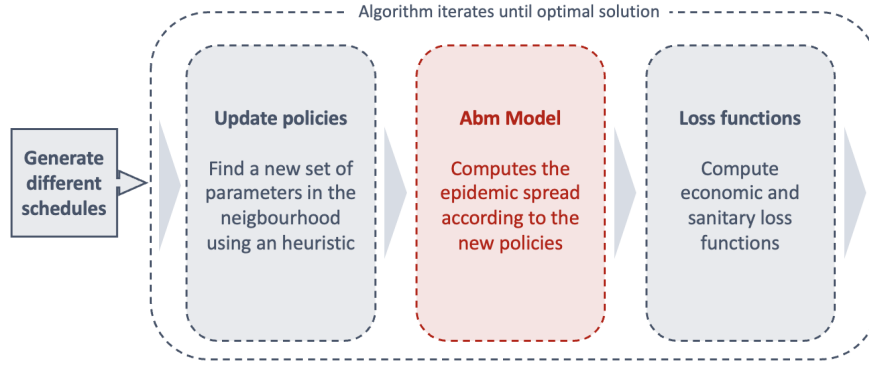 Algorithm iterates until optimal solution
Generate
different
schedules
Update policies
Find a new set of
parameters in the
neigbourhood
using an heuristic
Abm Model
Computes the
epidemic spread
according to the
new policies
Loss functions
Compute
economic and
sanitary loss
functions